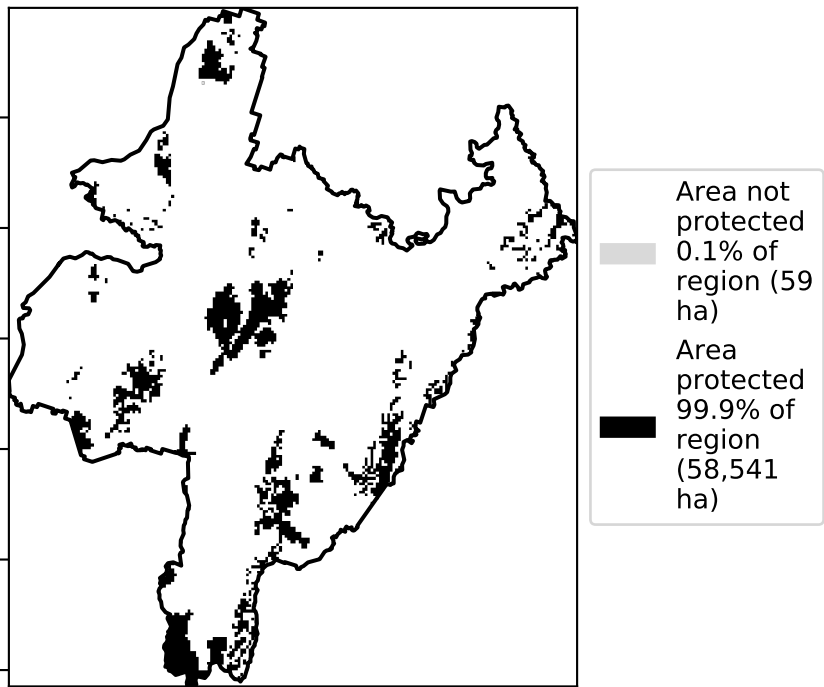 Area not
protected
0.1% of
region (59
ha)
Area
protected
99.9% of
region
(58,541
ha)